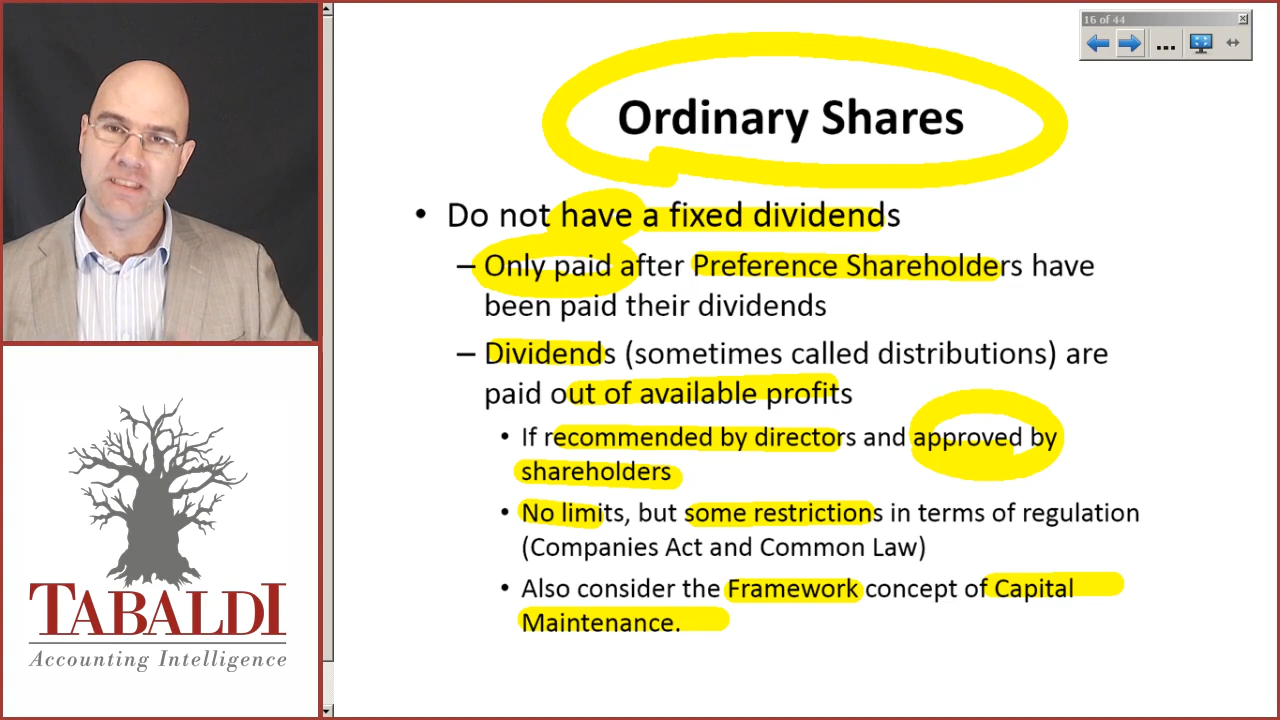 16 of 44
Ordinary Shares
• Do not have a fixed dividends
– Only paid after Preference Shareholders have
been paid their dividends
– Dividends (sometimes called distributions) are
paid out of available profits
• If recommended by directors and approved by
shareholders
• No limits, but some restrictions in terms of regulation
(Companies Act and Common Law)
• Also consider the Framework concept of Capital
Maintenance.
TABALDI
Accounting Intelligence